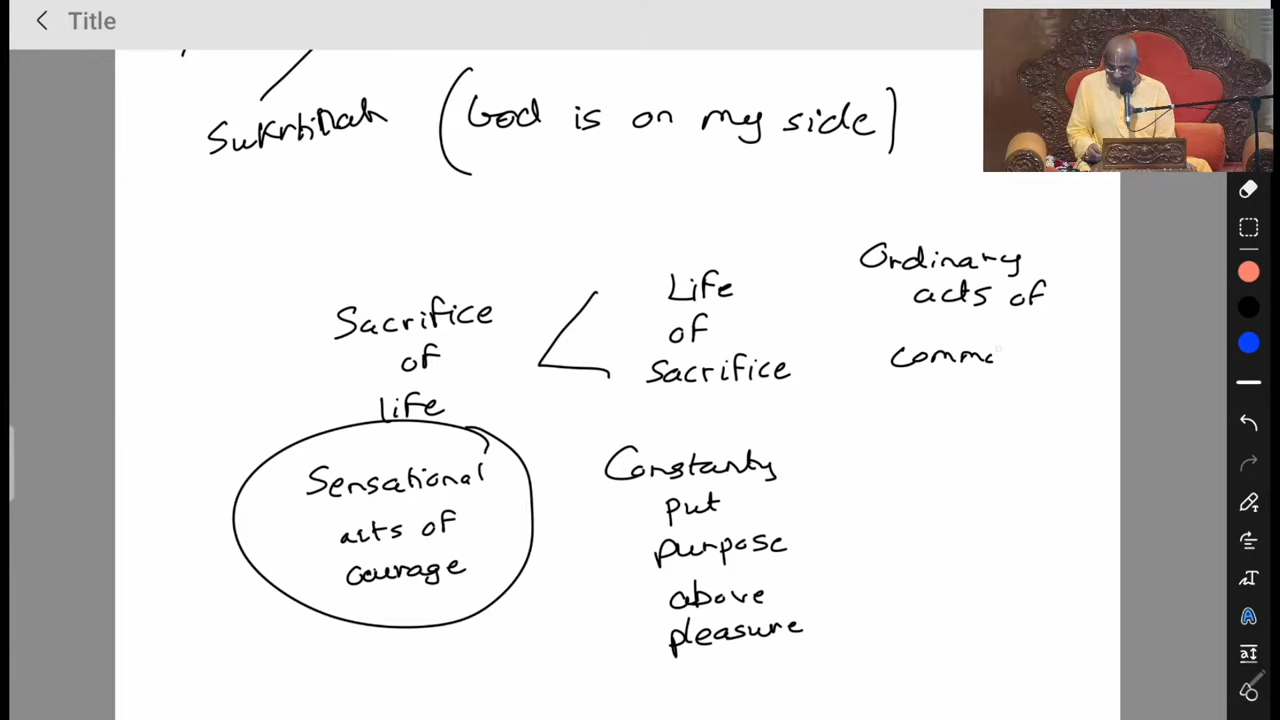 Title
(God is on my side)
Sacrifice
of
life
<
Life
of
Sacrifice
Ordinary
acts of
comma
Sensational
acts of
courage
Constantly
put
purpose
above
pleasure